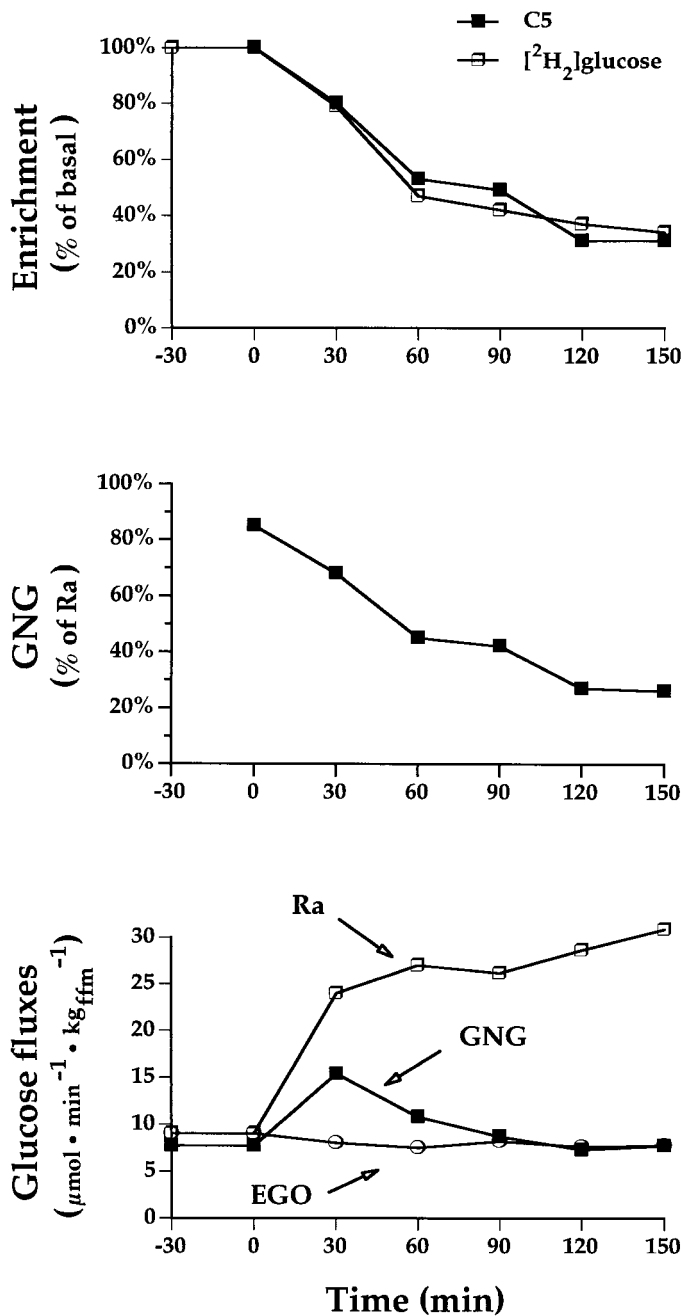 C5
[²H₂]glucose
Enrichment
(% of basal)
100%
80%
60%
40%
20%
0%
-30 0 30 60 90 120 150
GNG
(% of Ra)
100%
80%
60%
40%
20%
0%
-30 0 30 60 90 120 150
Glucose fluxes
(µmol • min⁻¹ • kg_ffm⁻¹)
30
25
20
15
10
5
0
Ra
GNG
EGO
-30 0 30 60 90 120 150
Time (min)